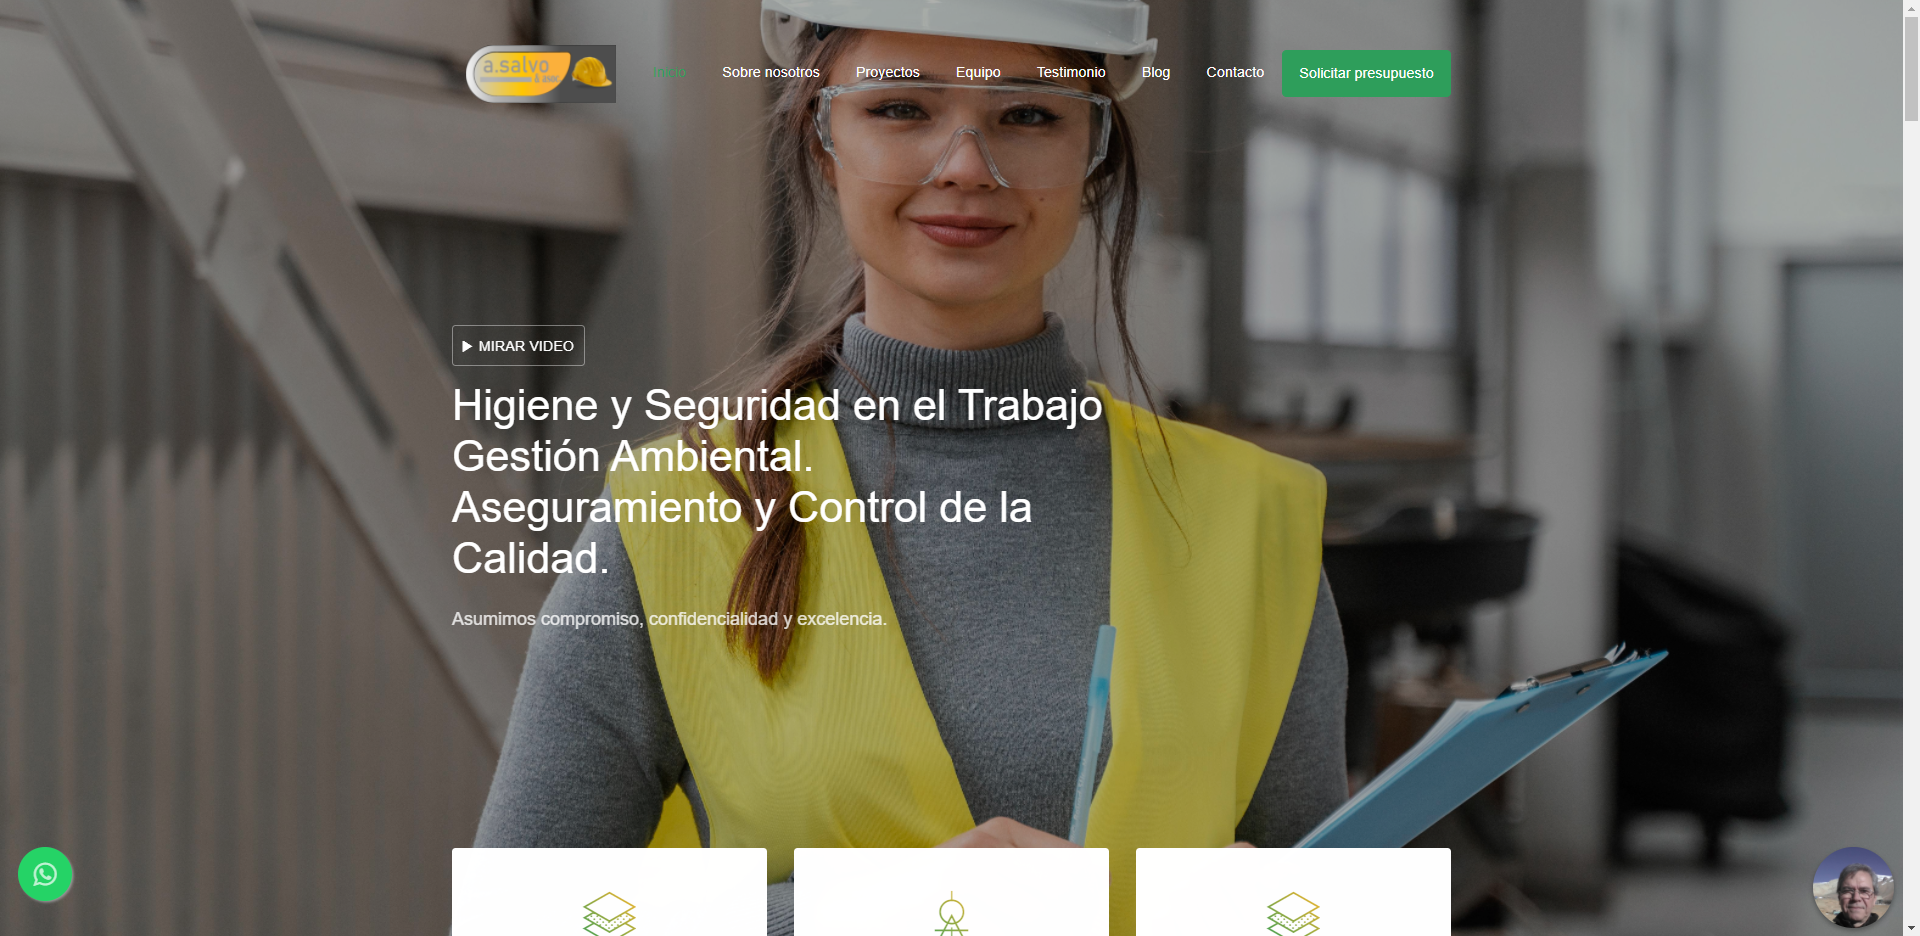 a.salvo
Inicio
Sobre nosotros
Proyectos
Equipo
Testimonio
Blog
Contacto
Solicitar presupuesto
MIRAR VIDEO
Higiene y Seguridad en el Trabajo
Gestión Ambiental.
Aseguramiento y Control de la
Calidad.
Asumimos compromiso, confidencialidad y excelencia.